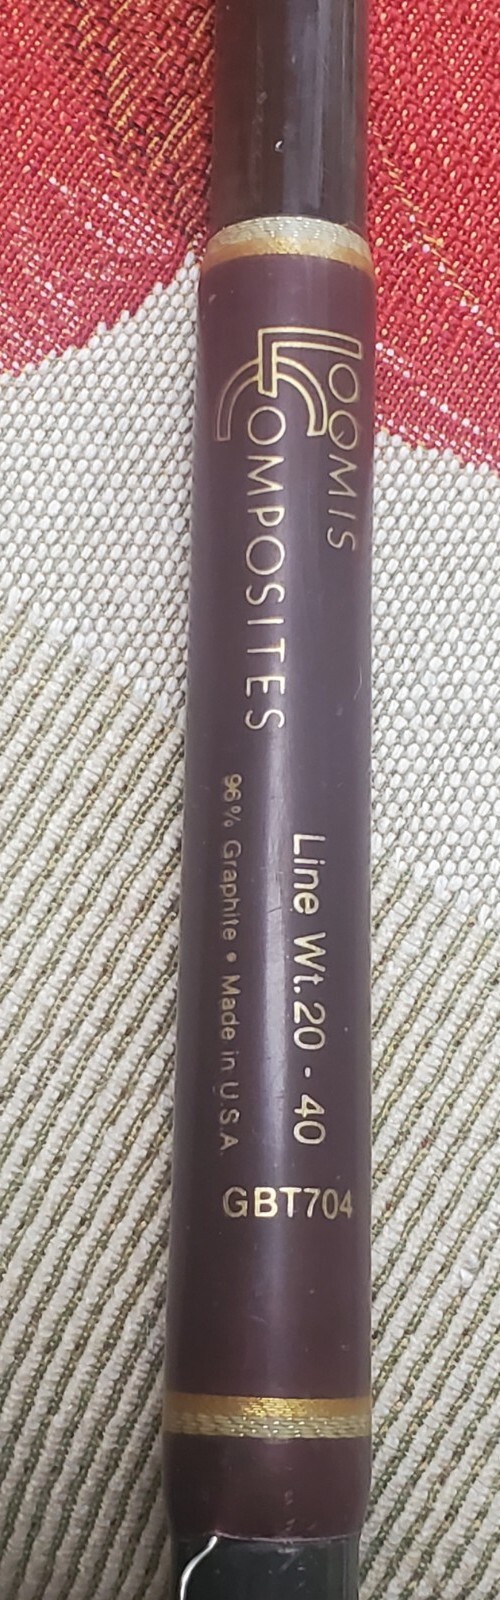 LOOMIS
COMPOSITES
Line Wt. 20 - 40
96% Graphite • Made in U.S.A.
GBT704